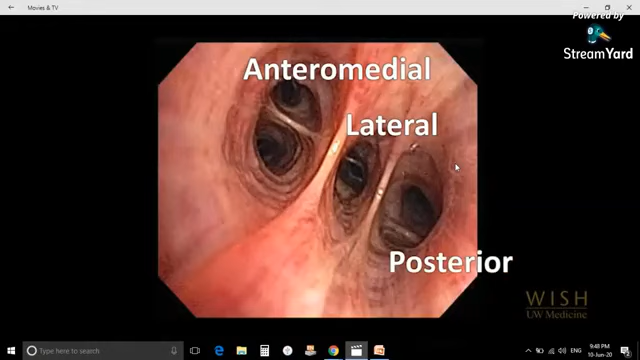 Movies & TV
Powered by
StreamYard
Anteromedial
Lateral
Posterior
WISH
UW Medicine
Type here to search
ENG
9:48 PM
10-Jun-20